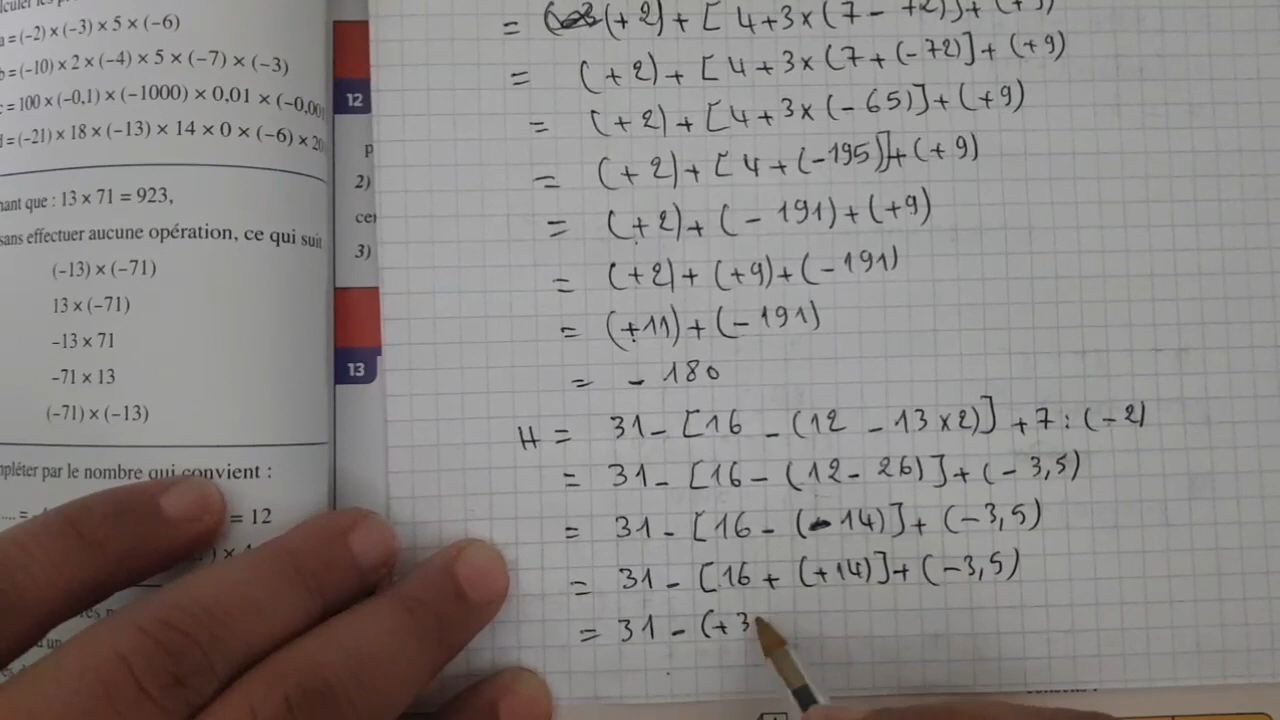 a = (–2) × (–3) × 5 × (–6)
b = (–10) × 2 × (–4) × 5 × (–7) × (–3)
= 100 × (–0,1) × (–1000) × 0,01 × (–0,00
d = (–21) × 18 × (–13) × 14 × 0 × (–6) × 20
que : 13 × 71 = 923,
sans effectuer aucune opération, ce qui suit
(–13) × (–71)
13 × (–71)
–13 × 71
–71 × 13
(–71) × (–13)
par le nombre qui convient :
= 12
12
2)
3)
13
= (+2) + [4+3×(7-
= (+2) + [4+3×(7+(-72)] + (+9)
= (+2) + [4+3×(-65)] + (+9)
= (+2) + [4+(-195)] + (+9)
= (+2) + (-191) + (+9)
= (+2) + (+9) + (-191)
= (+11) + (-191)
= - 180
H = 31 - [16 - (12 - 13×2)] + 7 : (-2)
= 31 - [16 - (12 - 26)] + (-3,5)
= 31 - [16 - (-14)] + (-3,5)
= 31 - [16 + (+14)] + (-3,5)
= 31 - (+3